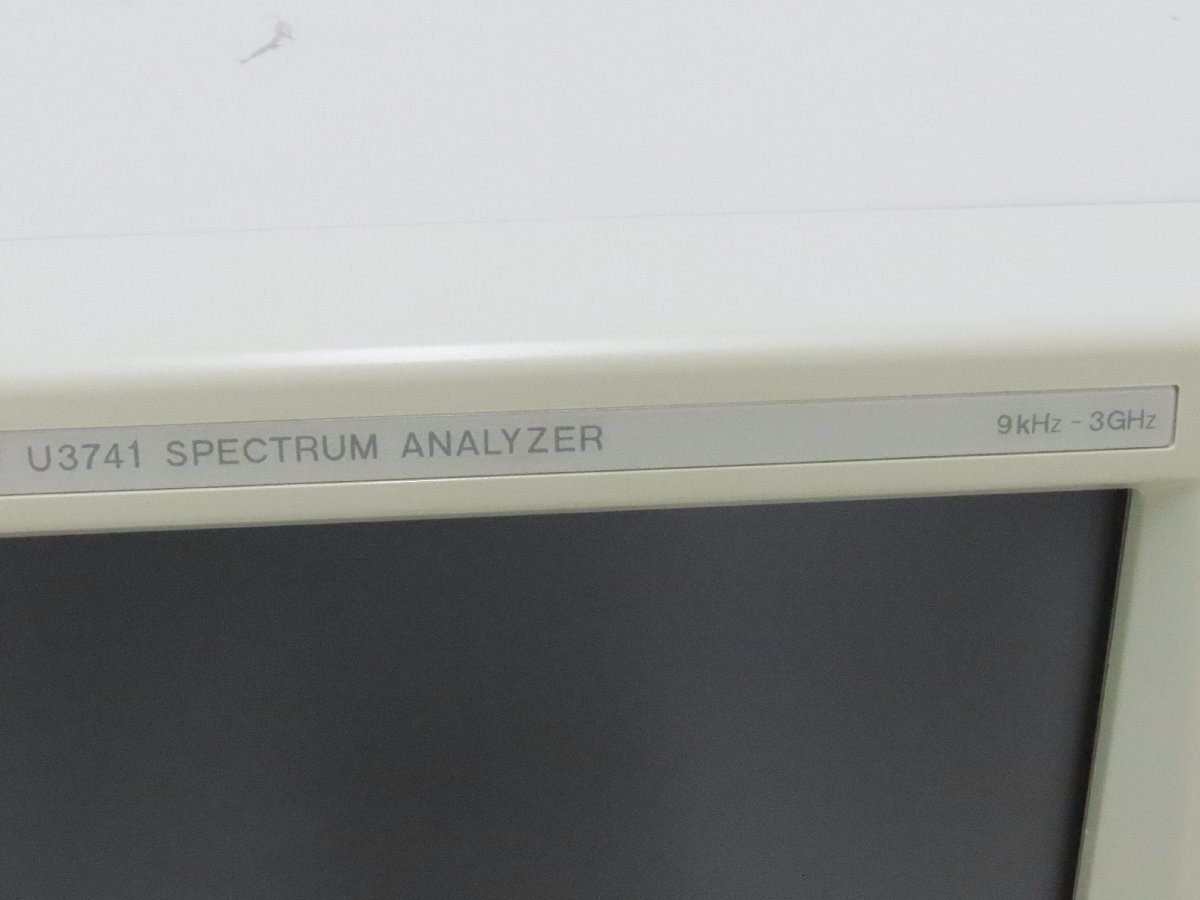 U3741 SPECTRUM ANALYZER 9kHz - 3GHz